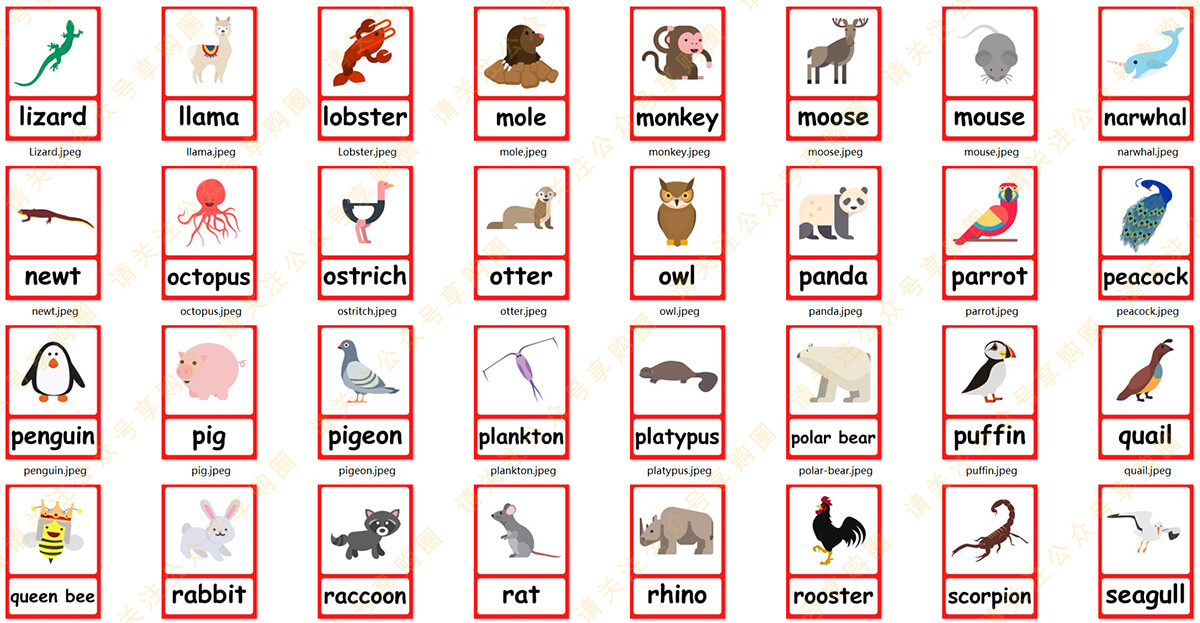 lizard llama lobster mole monkey moose mouse narwhal
Lizard.jpeg llama.jpeg Lobster.jpeg mole.jpeg monkey.jpeg moose.jpeg mouse.jpeg narwhal.jpeg
newt octopus ostrich otter owl panda parrot peacock
newt.jpeg octopus.jpeg ostritch.jpeg otter.jpeg owl.jpeg panda.jpeg parrot.jpeg peacock.jpeg
penguin pig pigeon plankton platypus polar bear puffin quail
penguin.jpeg pig.jpeg pigeon.jpeg plankton.jpeg platypus.jpeg polar-bear.jpeg puffin.jpeg quail.jpeg
queen bee rabbit raccoon rat rhino rooster scorpion seagull
请关注公众号享购圈